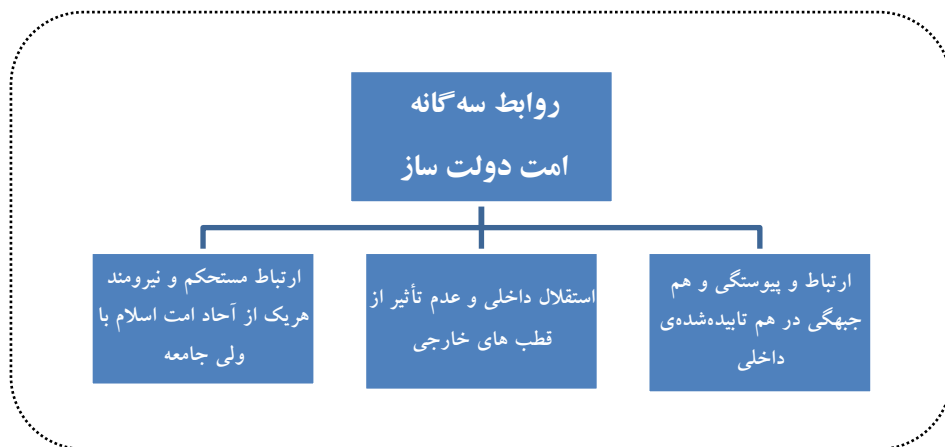 روابط سه‌گانه
امت دولت ساز
ارتباط و پیوستگی و هم
جبهگی در هم تابیده‌شده‌ی
داخلی
استقلال داخلی و عدم تأثیر از
قطب های خارجی
ارتباط مستحکم و نیرومند
هریک از آحاد امت اسلام با
ولی جامعه